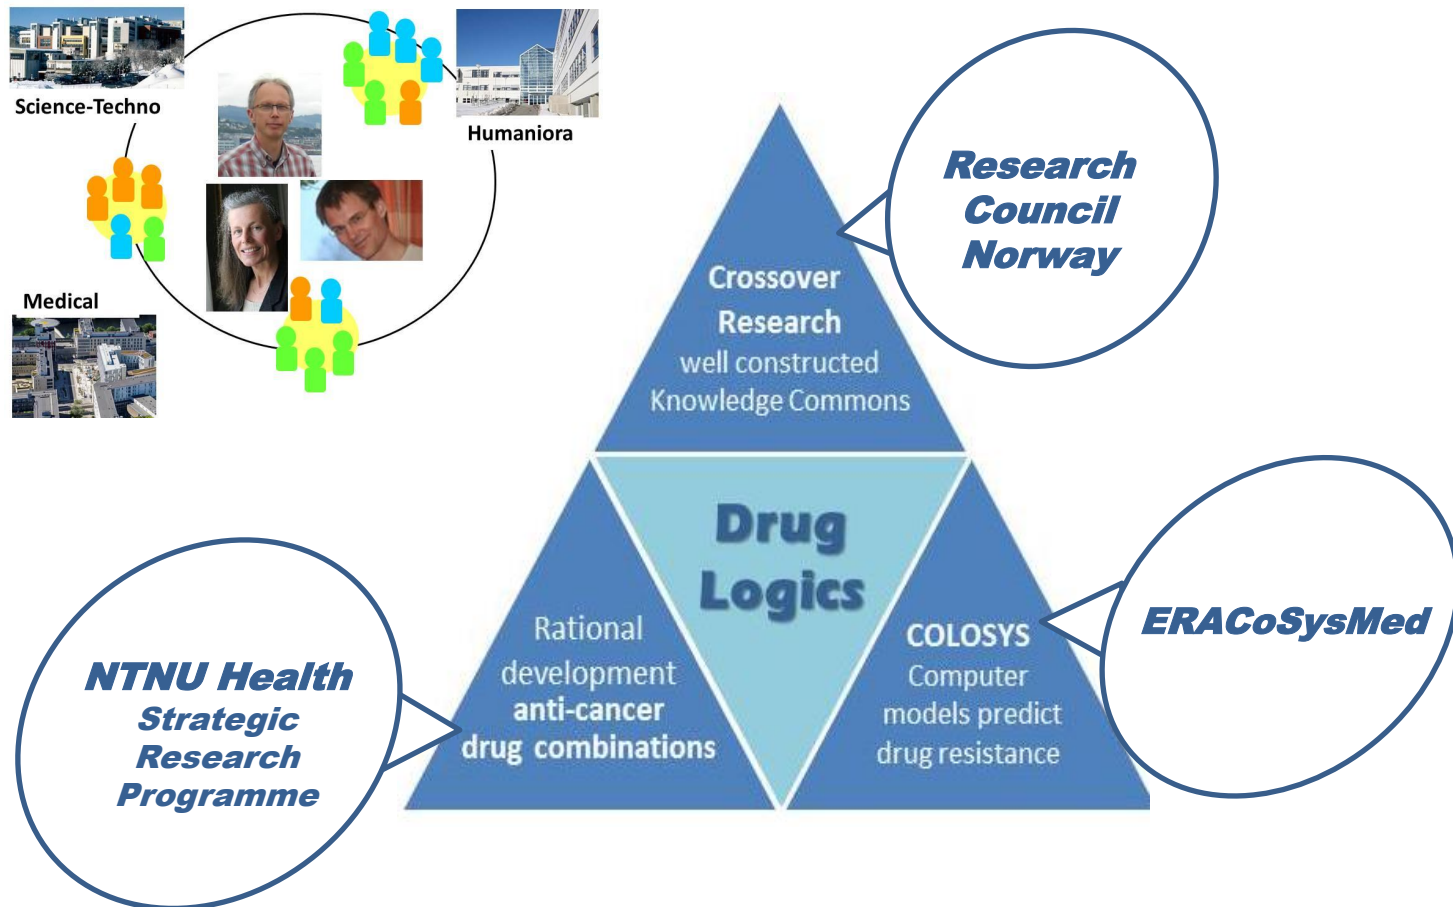 Science-Techno
Humaniora
Medical
Research
Council
Norway
Crossover
Research
well constructed
Knowledge Commons
Drug
Logics
Rational
development
anti-cancer
drug combinations
COLOSYS
Computer
models predict
drug resistance
ERACoSysMed
NTNU Health
Strategic
Research
Programme